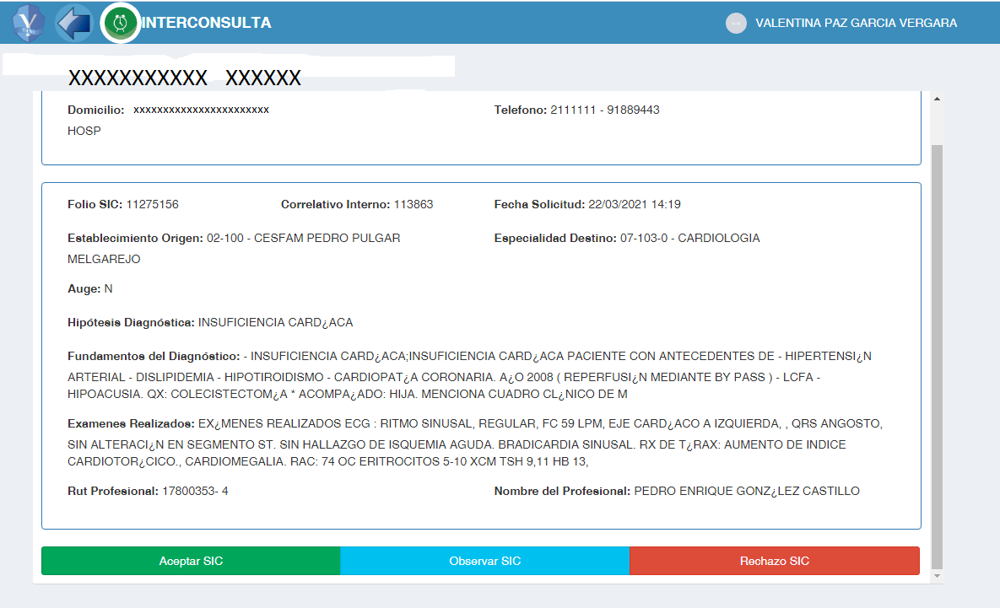 INTERCONSULTA
VALENTINA PAZ GARCIA VERGARA
XXXXXXXXXXX XXXXXX
Domicilio: xxxxxxxxxxxxxxxxxxxxxxx
Telefono: 2111111 - 91889443
HOSP
Folio SIC: 11275156
Correlativo Interno: 113863
Fecha Solicitud: 22/03/2021 14:19
Establecimiento Origen: 02-100 - CESFAM PEDRO PULGAR
MELGAREJO
Especialidad Destino: 07-103-0 - CARDIOLOGIA
Auge: N
Hipótesis Diagnóstica: INSUFICIENCIA CARD¿ACA
Fundamentos del Diagnóstico: - INSUFICIENCIA CARD¿ACA;INSUFICIENCIA CARD¿ACA PACIENTE CON ANTECEDENTES DE - HIPERTENSI¿N
ARTERIAL - DISLIPIDEMIA - HIPOTIROIDISMO - CARDIOPAT¿A CORONARIA. A¿O 2008 ( REPERFUSI¿N MEDIANTE BY PASS ) - LCFA -
HIPOACUSIA. QX: COLECISTECTOM¿A * ACOMPA¿ADO: HIJA. MENCIONA CUADRO CL¿NICO DE M
Examenes Realizados: EX¿MENES REALIZADOS ECG : RITMO SINUSAL, REGULAR, FC 59 LPM, EJE CARD¿ACO A IZQUIERDA, , QRS ANGOSTO,
SIN ALTERACI¿N EN SEGMENTO ST. SIN HALLAZGO DE ISQUEMIA AGUDA. BRADICARDIA SINUSAL. RX DE T¿RAX: AUMENTO DE INDICE
CARDIOTOR¿CICO., CARDIOMEGALIA. RAC: 74 OC ERITROCITOS 5-10 XCM TSH 9,11 HB 13,
Rut Profesional: 17800353- 4
Nombre del Profesional: PEDRO ENRIQUE GONZ¿LEZ CASTILLO
Aceptar SIC
Observar SIC
Rechazo SIC